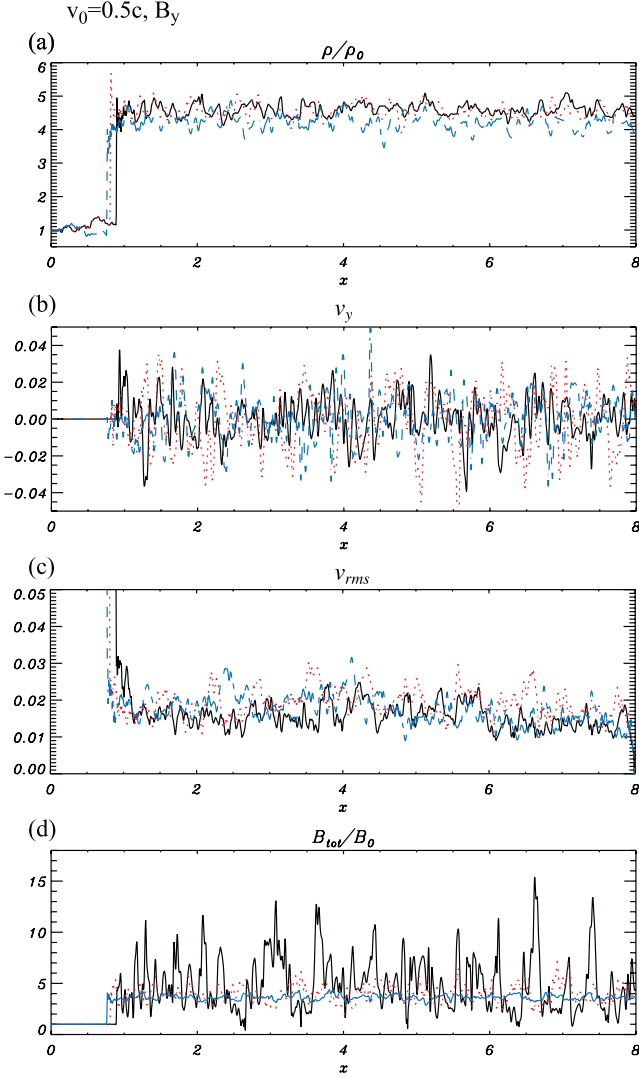 v₀=0.5c, Bᵧ
(a)
ρ/ρ₀
6
5
4
3
2
1
0 2 4 6 8
x
(b)
vᵧ
0.04
0.02
0.00
−0.02
−0.04
0 2 4 6 8
x
(c)
vᵣₘₛ
0.05
0.04
0.03
0.02
0.01
0.00
0 2 4 6 8
x
(d)
Bₜₒₜ/B₀
15
10
5
0
0 2 4 6 8
x